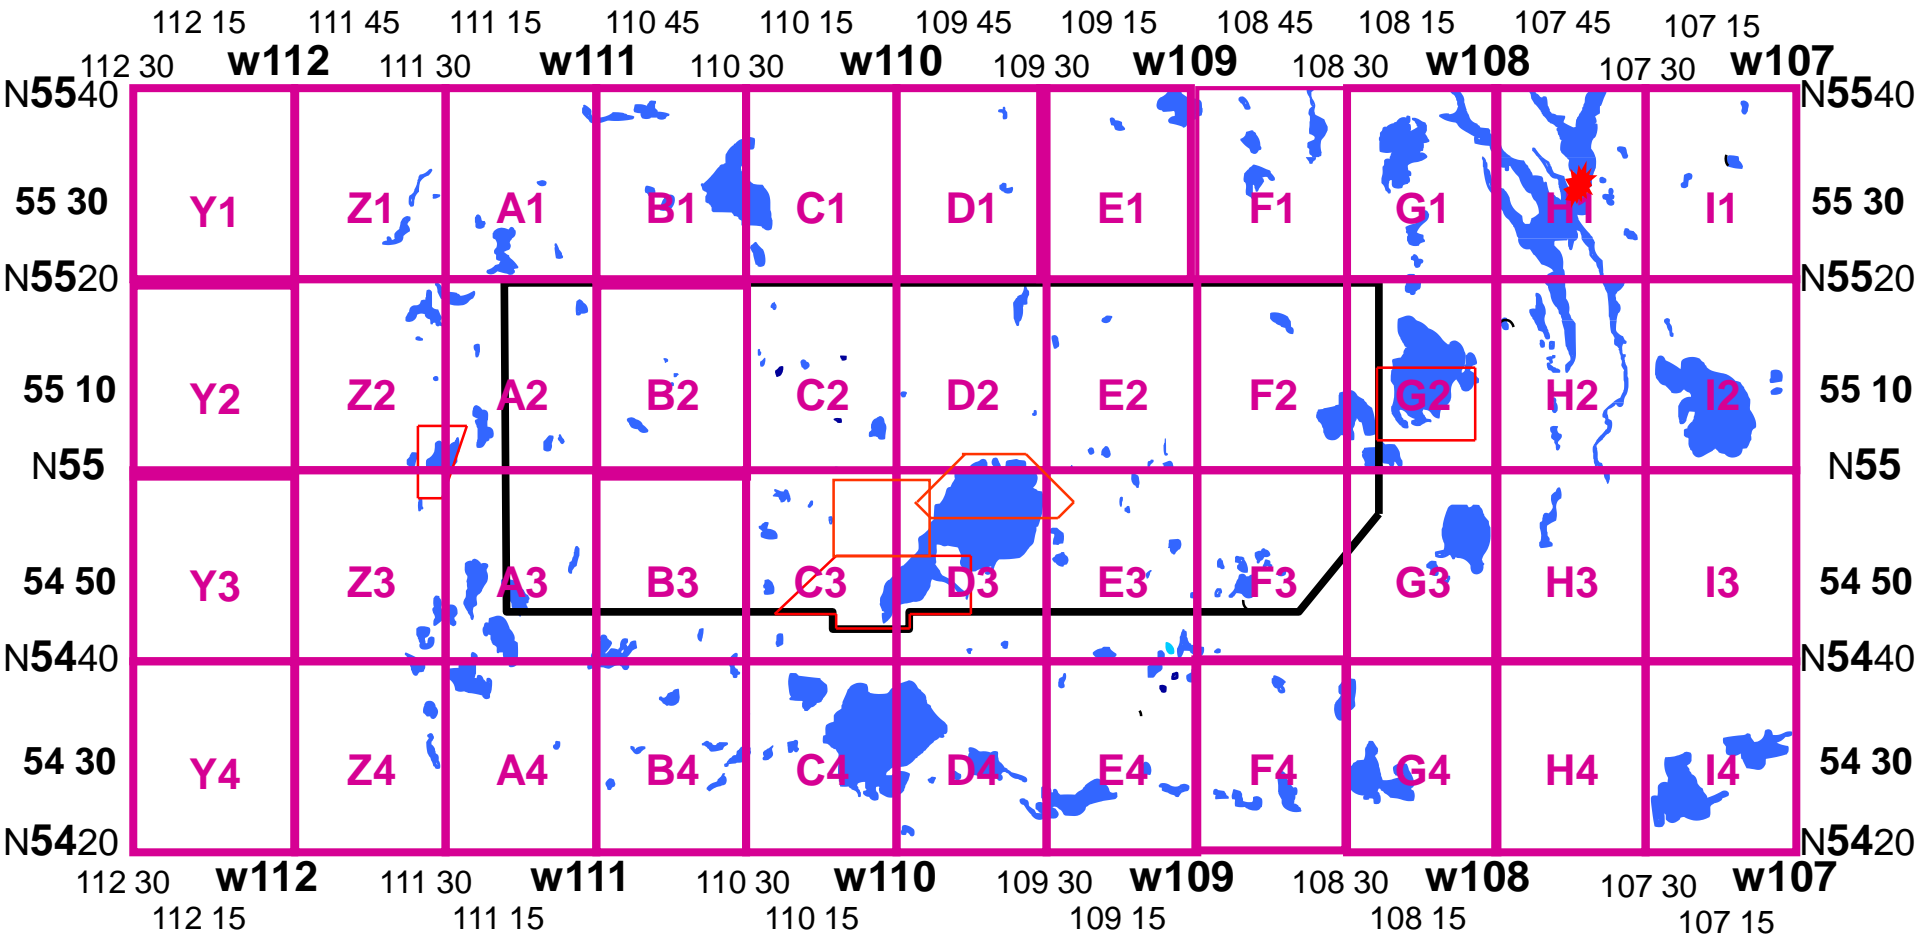 112 15 111 45 111 15 110 45 110 15 109 45 109 15 108 45 108 15 107 45 107 15
112 30 w112 111 30 w111 110 30 w110 109 30 w109 108 30 w108 107 30 w107
N5540 N5540
55 30 Y1 Z1 A1 B1 C1 D1 E1 F1 G1 H1 I1 55 30
N5520 N5520
55 10 Y2 Z2 A2 B2 C2 D2 E2 F2 G2 H2 I2 55 10
N55 N55
54 50 Y3 Z3 A3 B3 C3 D3 E3 F3 G3 H3 I3 54 50
N5440 N5440
54 30 Y4 Z4 A4 B4 C4 D4 E4 F4 G4 H4 I4 54 30
N5420 N5420
112 30 w112 111 30 w111 110 30 w110 109 30 w109 108 30 w108 107 30 w107
112 15 111 15 110 15 109 15 108 15 107 15